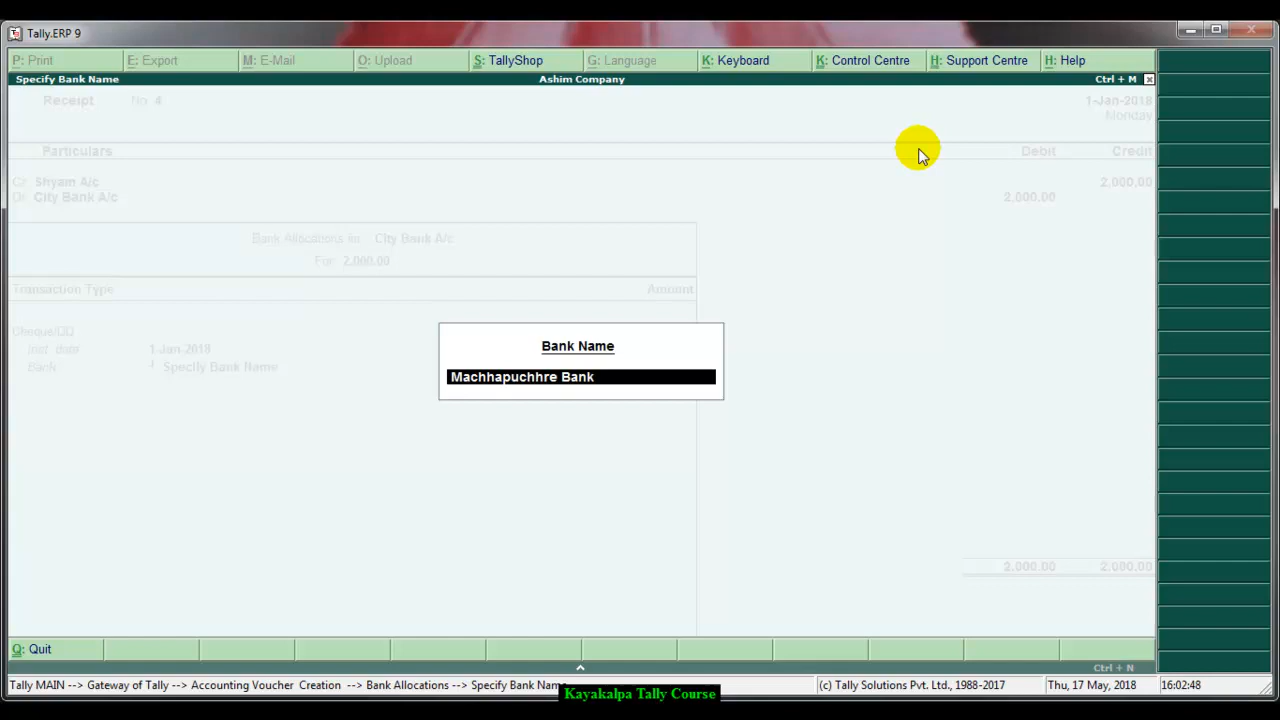 Tally.ERP 9
P: Print E: Export M: E-Mail O: Upload S: TallyShop G: Language K: Keyboard K: Control Centre H: Support Centre H: Help
Specify Bank Name Ashim Company Ctrl + M
Receipt No. 4 1-Jan-2018
Monday
Particulars Debit Credit
Cr Shyam A/c 2,000.00
Dr City Bank A/c 2,000.00
Bank Allocations for: City Bank A/c
For: 2,000.00
Transaction Type Amount
Cheque/DD
Inst. date 1-Jan-2018
Bank Specify Bank Name
Bank Name
Machhapuchhre Bank
2,000.00 2,000.00
Q: Quit
Ctrl + N
Tally MAIN --> Gateway of Tally --> Accounting Voucher Creation --> Bank Allocations --> Specify Bank Name (c) Tally Solutions Pvt. Ltd., 1988-2017 Thu, 17 May, 2018 16:02:48
Kayakalpa Tally Course